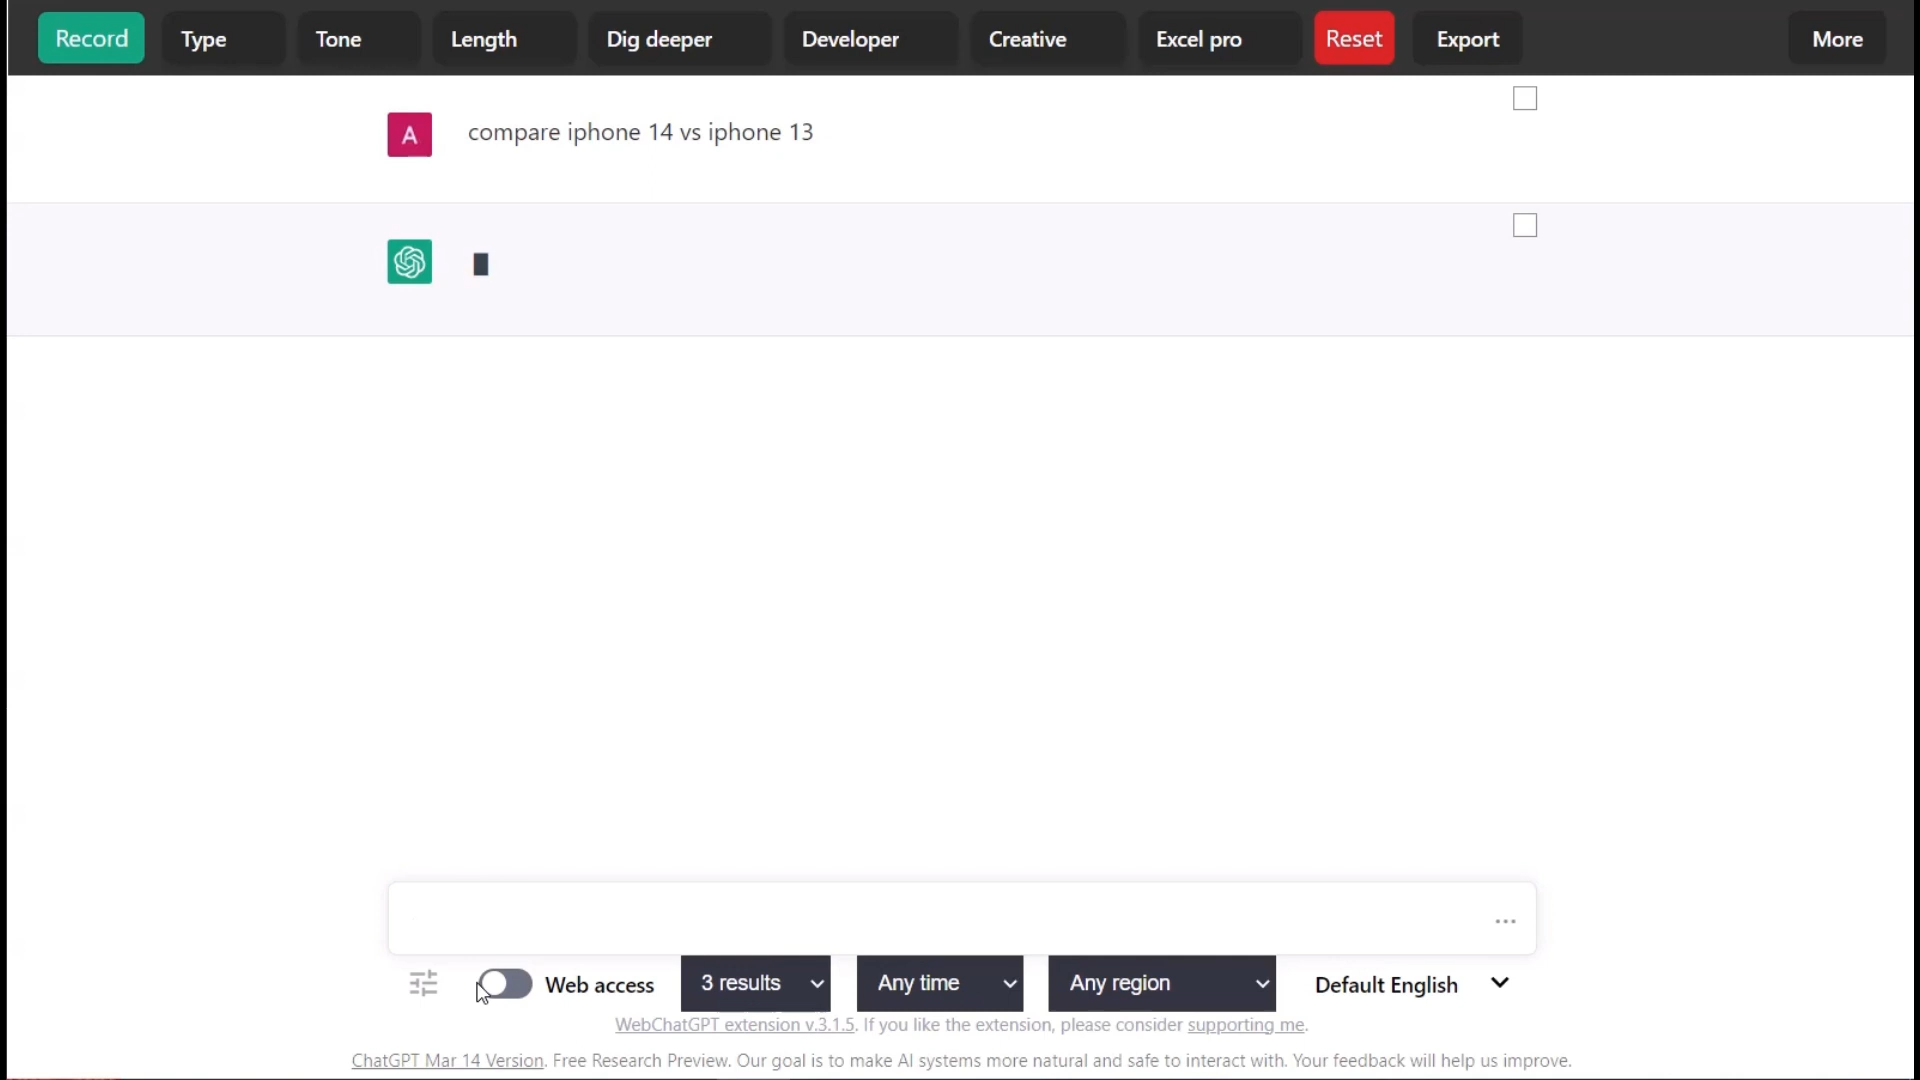 Record Type Tone Length Dig deeper Developer Creative Excel pro Reset Export More
A compare iphone 14 vs iphone 13
Web access 3 results Any time Any region Default English
WebChatGPT extension v.3.1.5. If you like the extension, please consider supporting me.
ChatGPT Mar 14 Version. Free Research Preview. Our goal is to make AI systems more natural and safe to interact with. Your feedback will help us improve.